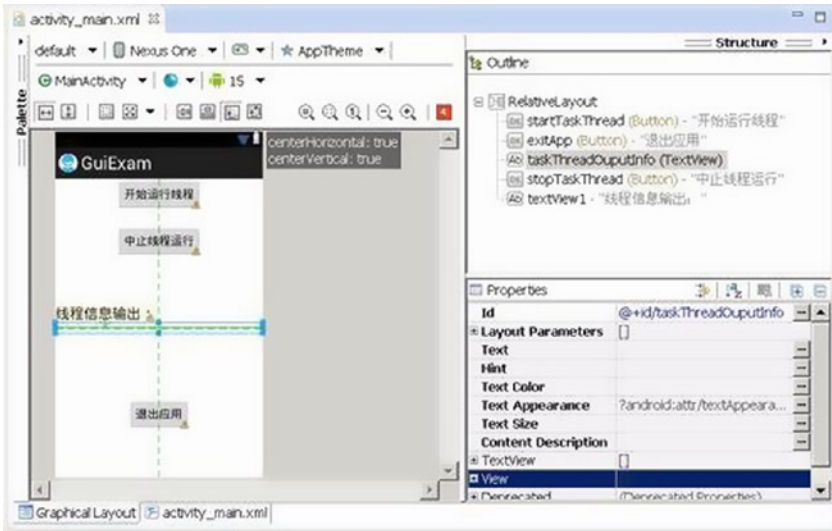 activity_main.xml
default
Nexus One
AppTheme
MainActivity
15
Palette
centerHorizontal: true
centerVertical: true
GuiExam
开始运行线程
中止线程运行
线程信息输出：
退出应用
Graphical Layout
activity_main.xml
Structure
Outline
RelativeLayout
startTaskThread (Button) - "开始运行线程"
exitApp (Button) - "退出应用"
taskThreadOuputInfo (TextView)
stopTaskThread (Button) - "中止线程运行"
textView1 - "线程信息输出： "
Properties
Id @+id/taskThreadOuputInfo
Layout Parameters []
Text
Hint
Text Color
Text Appearance ?android:attr/textAppeara...
Text Size
Content Description
TextView []
View
Deprecated (Deprecated Properties)